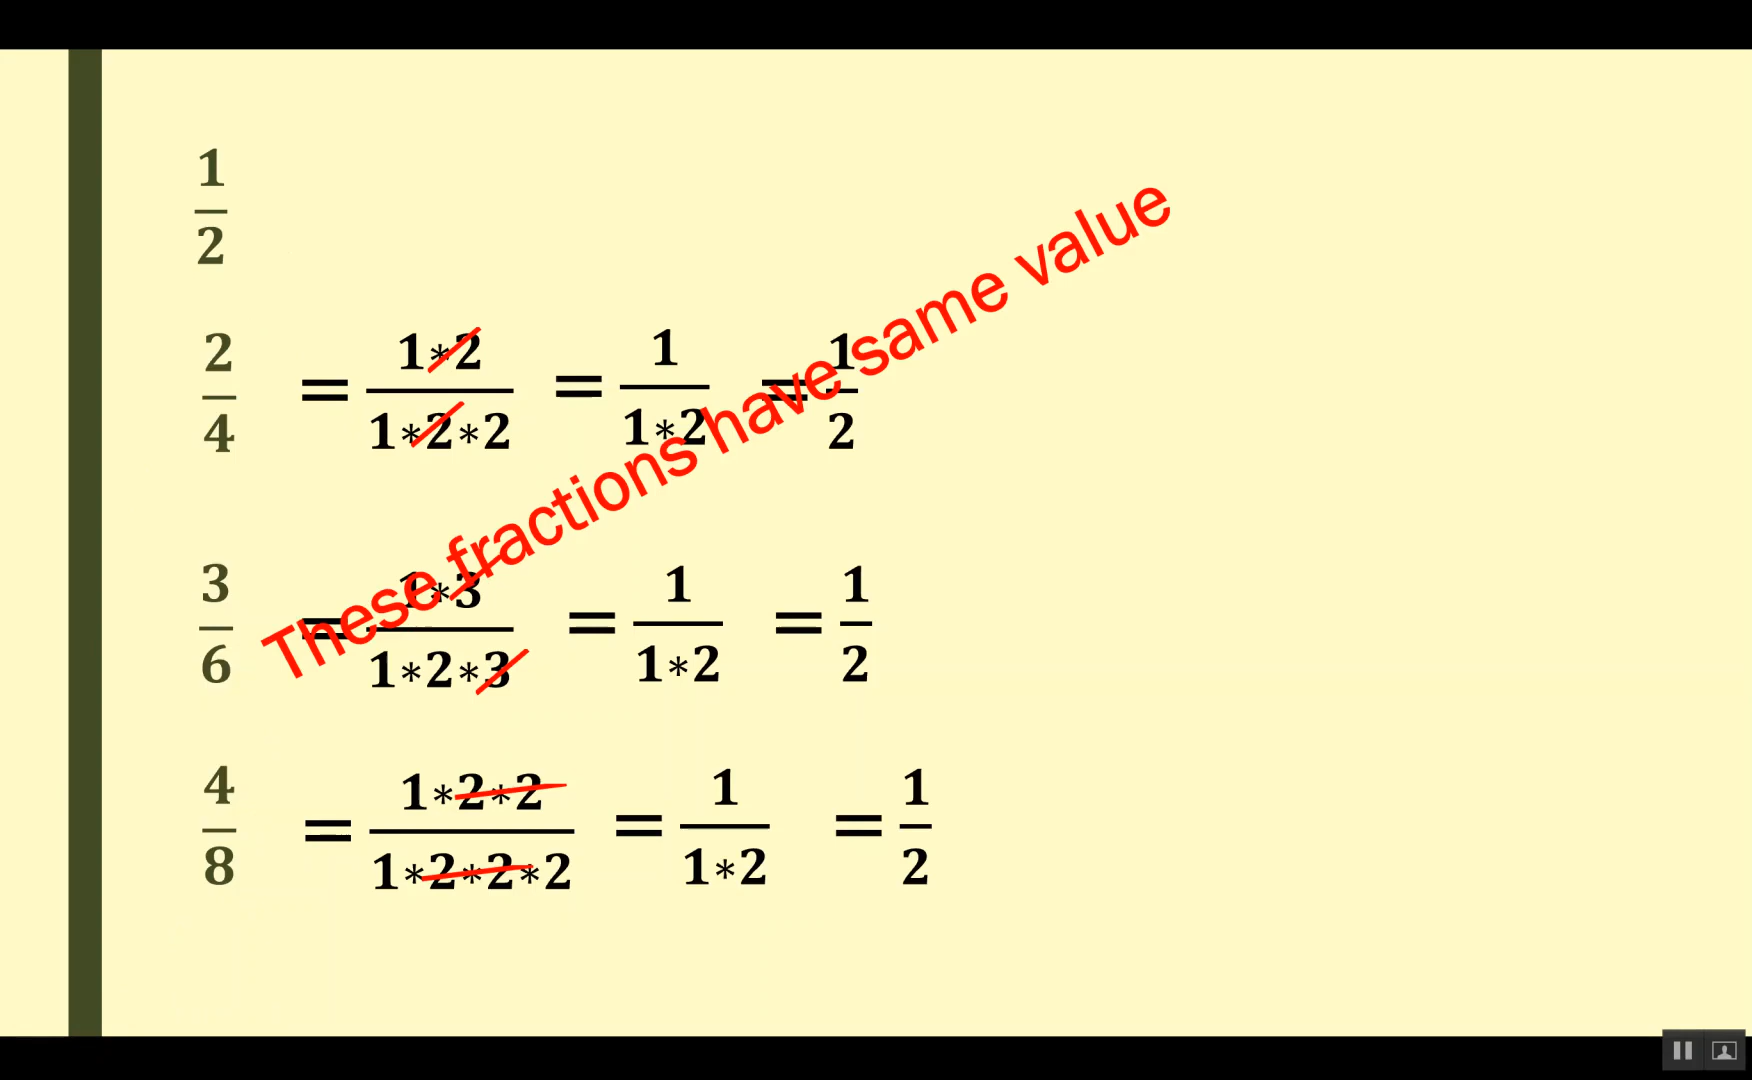 1/2
2/4 = 1*2/1*2*2 = 1/1*2 = 1/2
3/6 = 1*3/1*2*3 = 1/1*2 = 1/2
4/8 = 1*2*2/1*2*2*2 = 1/1*2 = 1/2
These fractions have same value